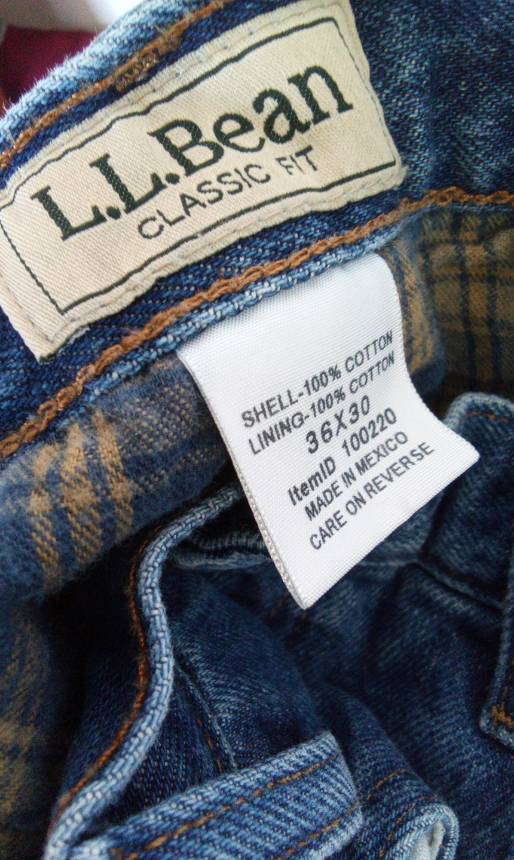 L.L.Bean
CLASSIC FIT
SHELL-100% COTTON
LINING-100% COTTON
36X30
ItemID 100220
MADE IN MEXICO
CARE ON REVERSE